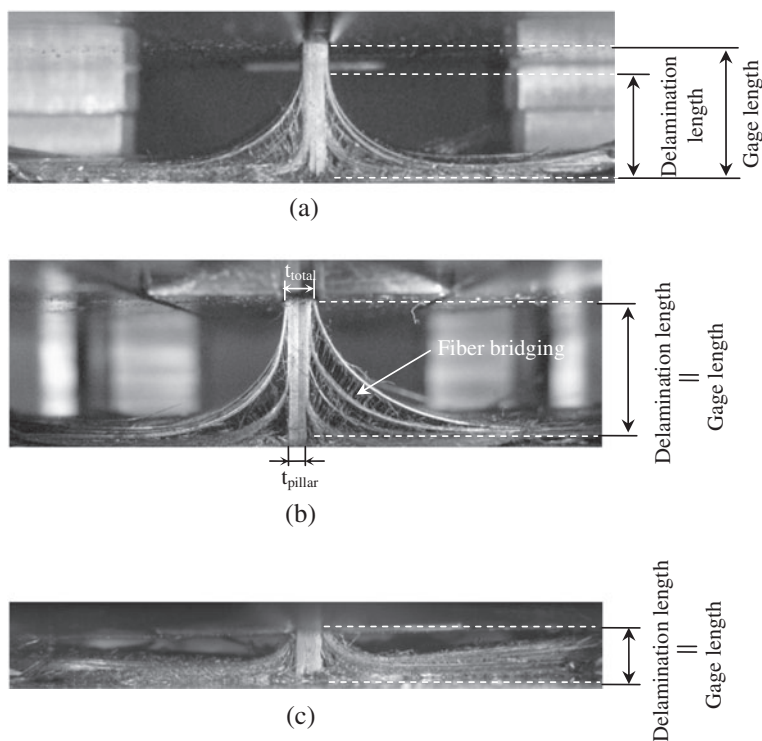 Delamination
length
Gage length
(a)
t_total
Fiber bridging
Delamination length
=
Gage length
t_pillar
(b)
Delamination length
=
Gage length
(c)